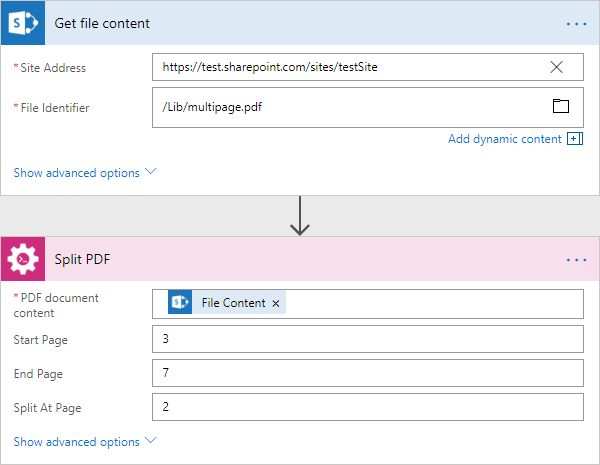 Get file content
* Site Address
https://test.sharepoint.com/sites/testSite
* File Identifier
/Lib/multipage.pdf
Add dynamic content
Show advanced options
Split PDF
* PDF document content
File Content
Start Page
3
End Page
7
Split At Page
2
Show advanced options